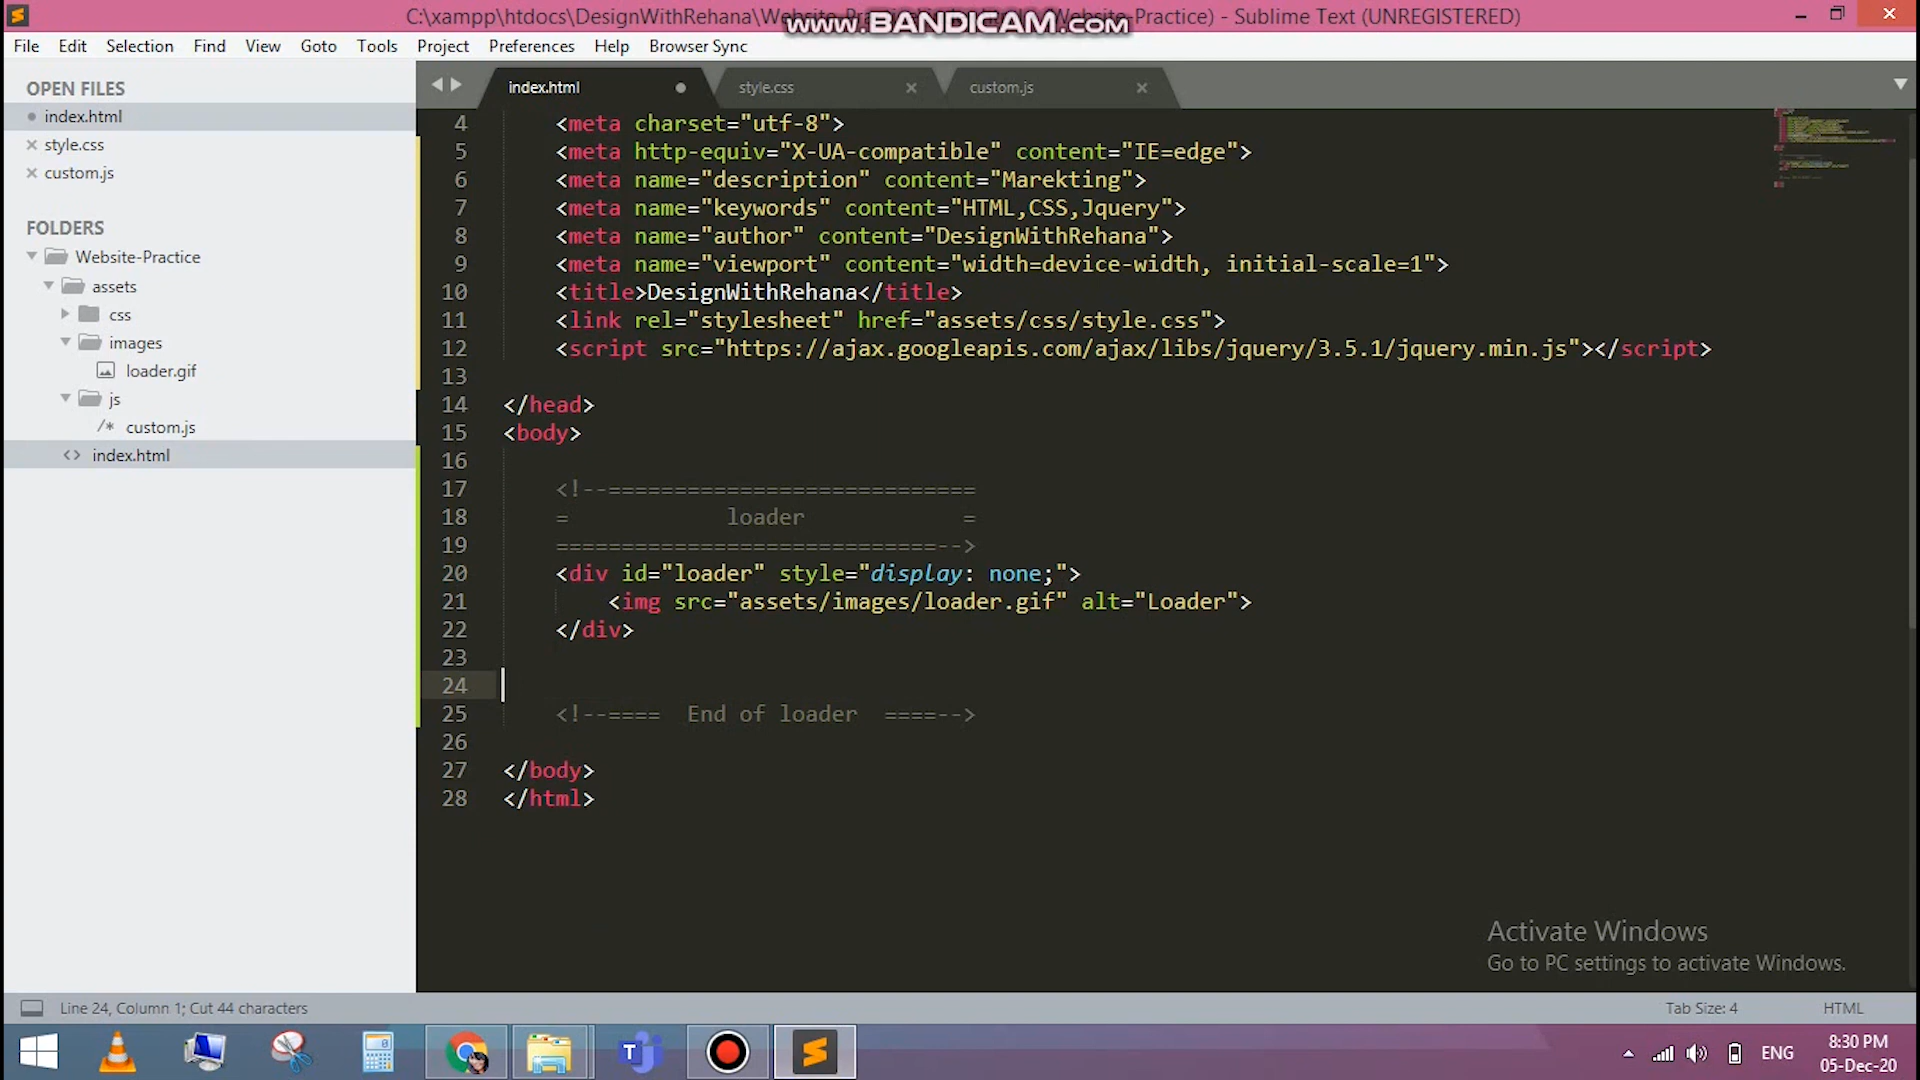 C:\xampp\htdocs\DesignWithRehana\Website-Practice) - Sublime Text (UNREGISTERED)
www.BANDICAM.com
File Edit Selection Find View Goto Tools Project Preferences Help Browser Sync
OPEN FILES
index.html
style.css
custom.js
FOLDERS
Website-Practice
assets
css
images
loader.gif
js
/* custom.js
<> index.html
index.html style.css custom.js
4 <meta charset="utf-8">
5 <meta http-equiv="X-UA-compatible" content="IE=edge">
6 <meta name="description" content="Marekting">
7 <meta name="keywords" content="HTML,CSS,Jquery">
8 <meta name="author" content="DesignWithRehana">
9 <meta name="viewport" content="width=device-width, initial-scale=1">
10 <title>DesignWithRehana</title>
11 <link rel="stylesheet" href="assets/css/style.css">
12 <script src="https://ajax.googleapis.com/ajax/libs/jquery/3.5.1/jquery.min.js"></script>
13
14 </head>
15 <body>
16
17 <!--============================
18 = loader =
19 =============================-->
20 <div id="loader" style="display: none;">
21 <img src="assets/images/loader.gif" alt="Loader">
22 </div>
23
24
25 <!--==== End of loader ====-->
26
27 </body>
28 </html>
Activate Windows
Go to PC settings to activate Windows.
Line 24, Column 1; Cut 44 characters
Tab Size: 4 HTML
ENG
8:30 PM
05-Dec-20